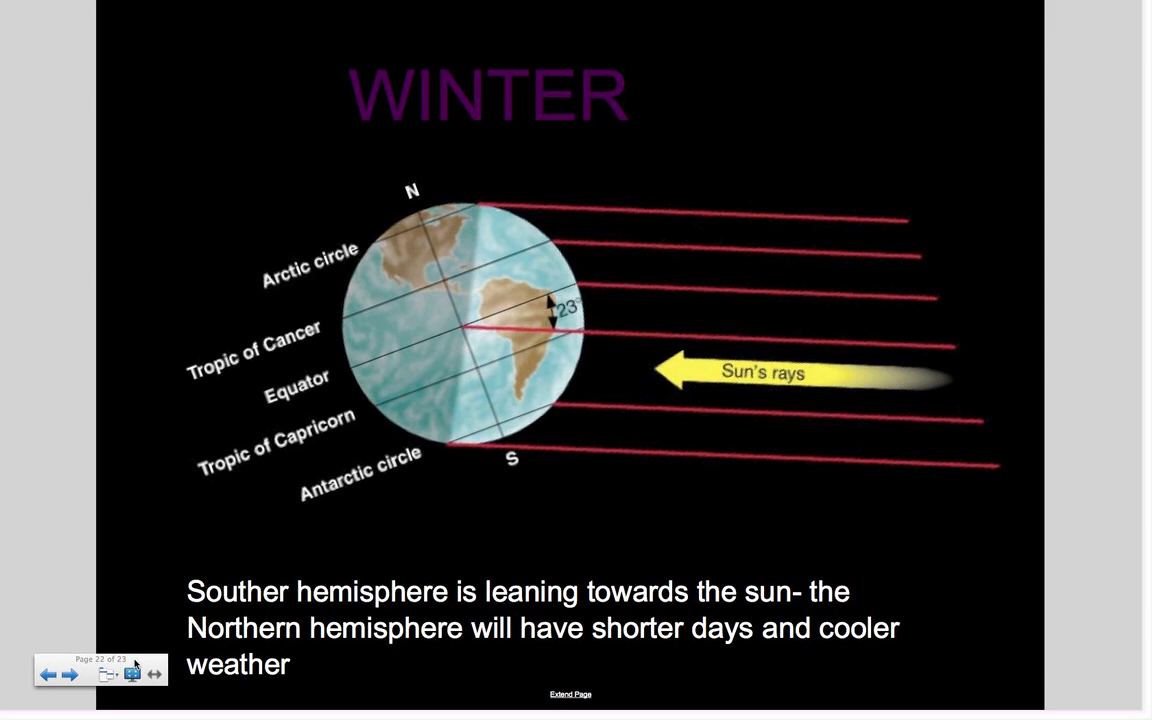 WINTER
N
Arctic circle
23°
Tropic of Cancer
Sun's rays
Equator
Tropic of Capricorn
S
Antarctic circle
Souther hemisphere is leaning towards the sun- the
Northern hemisphere will have shorter days and cooler
weather
Page 22 of 23
Extend Page